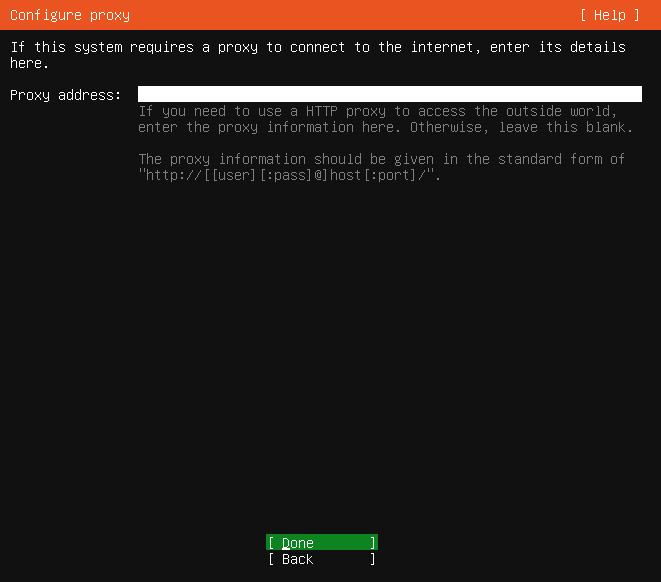 Configure proxy [ Help ]
If this system requires a proxy to connect to the internet, enter its details
here.
Proxy address:
If you need to use a HTTP proxy to access the outside world,
enter the proxy information here. Otherwise, leave this blank.
The proxy information should be given in the standard form of
"http://[[user][:pass]@]host[:port]/".
[ Done ]
[ Back ]